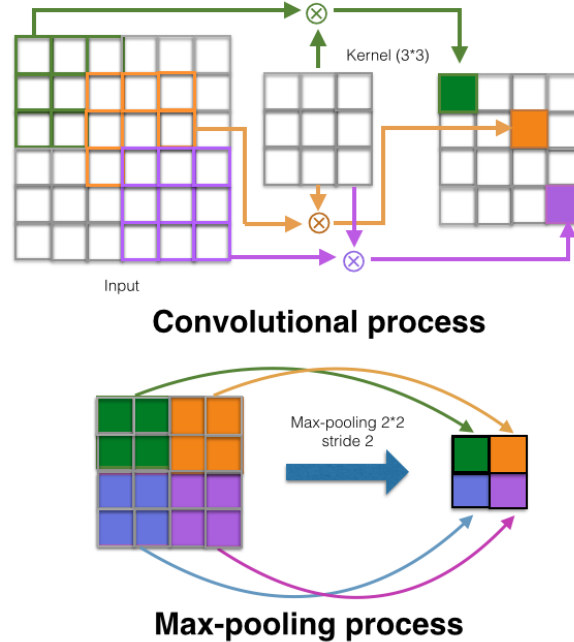 Kernel (3*3)
Input
Convolutional process
Max-pooling 2*2
stride 2
Max-pooling process